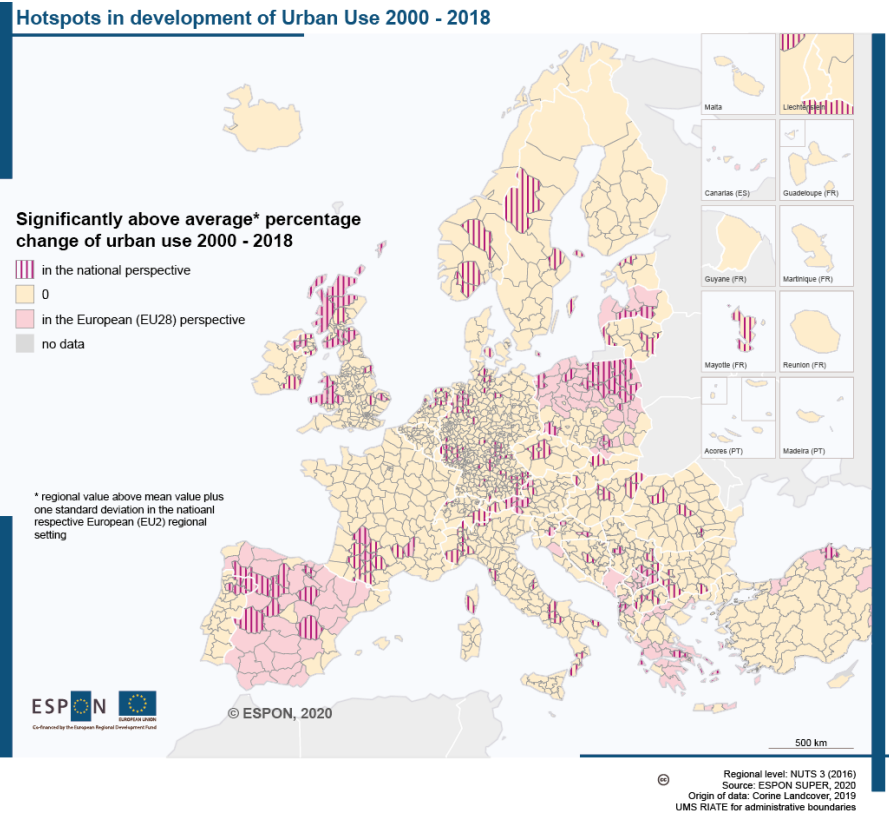 Hotspots in development of Urban Use 2000 - 2018
Malta
Liechtenstein
Canarias (ES)
Guadeloupe (FR)
Significantly above average* percentage
change of urban use 2000 - 2018
in the national perspective
0
in the European (EU28) perspective
no data
Guyane (FR)
Martinique (FR)
Mayotte (FR)
Reunion (FR)
Acores (PT)
Madeira (PT)
* regional value above mean value plus
one standard deviation in the natioanl
respective European (EU2) regional
setting
ESPON
EUROPEAN UNION
Co-financed by the European Regional Development Fund
© ESPON, 2020
500 km
cc
Regional level: NUTS 3 (2016)
Source: ESPON SUPER, 2020
Origin of data: Corine Landcover, 2019
UMS RIATE for administrative boundaries